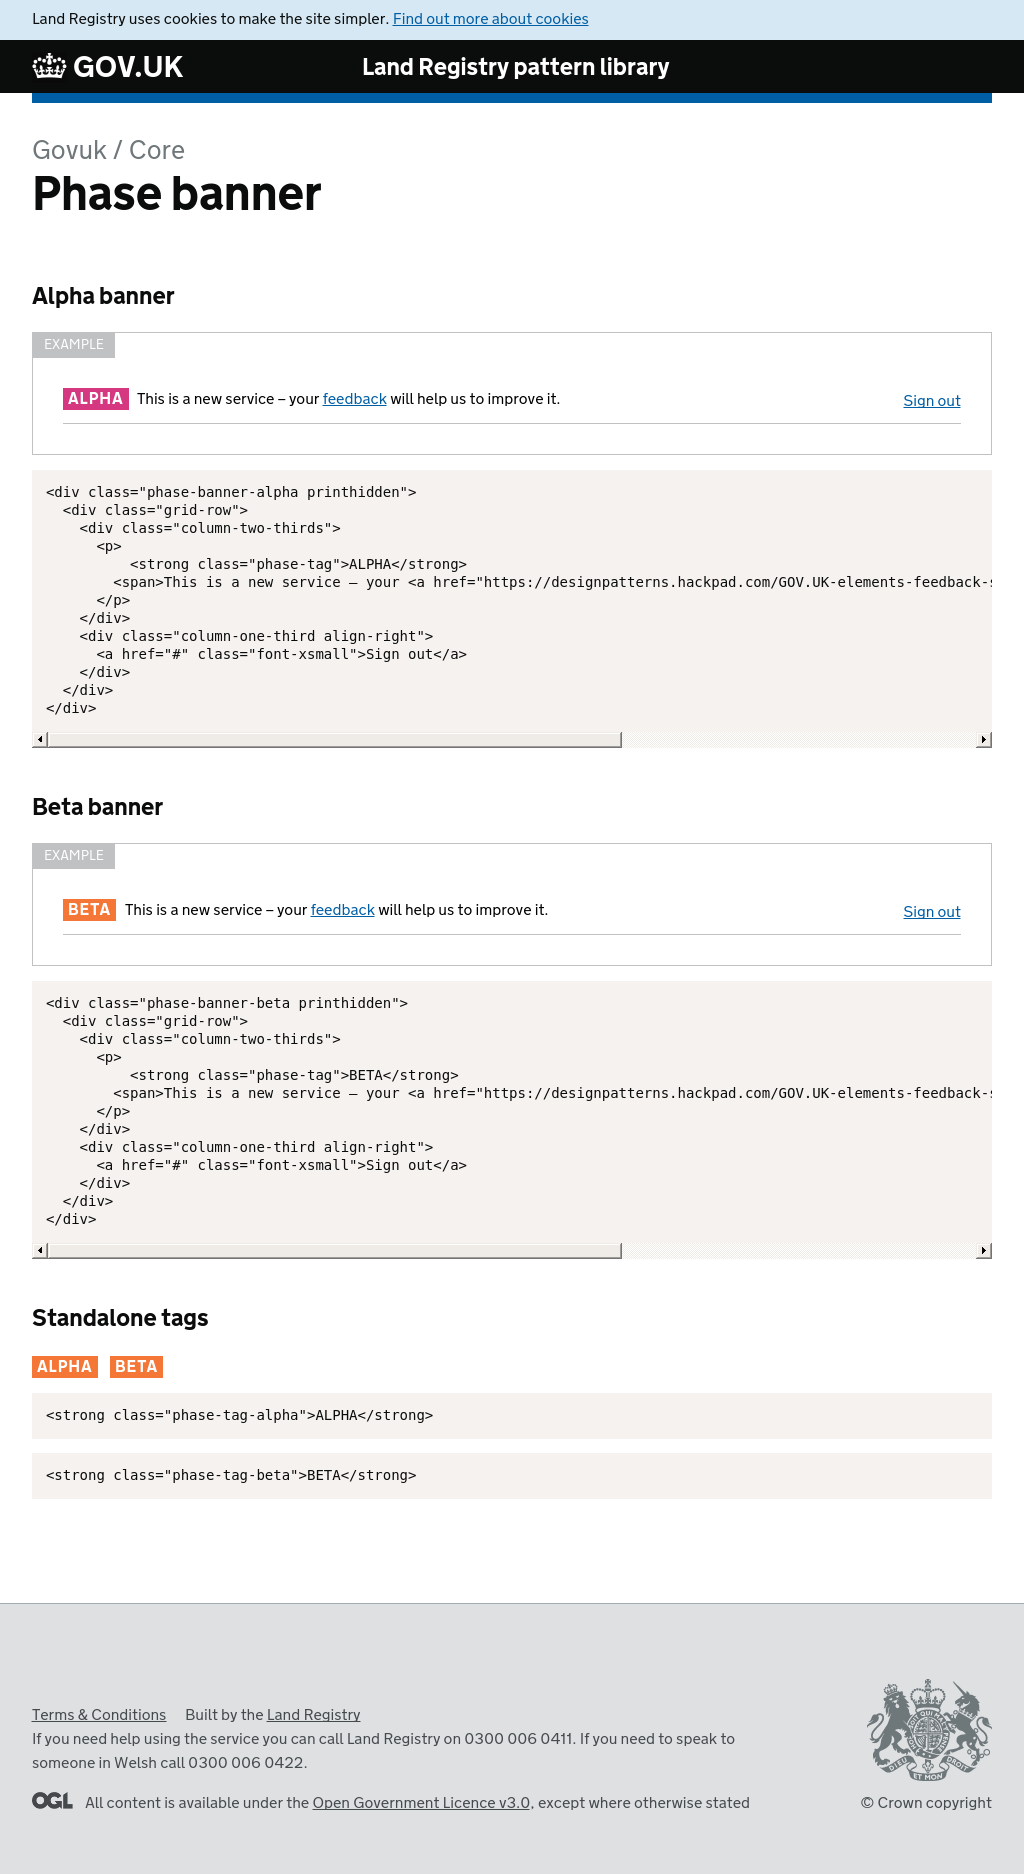 Land Registry uses cookies to make the site simpler. Find out more about cookies
GOV.UK
Land Registry pattern library
Govuk / Core
Phase banner
Alpha banner
EXAMPLE
ALPHA This is a new service – your feedback will help us to improve it. Sign out
<div class="phase-banner-alpha printhidden">
  <div class="grid-row">
    <div class="column-two-thirds">
      <p>
          <strong class="phase-tag">ALPHA</strong>
        <span>This is a new service – your <a href="https://designpatterns.hackpad.com/GOV.UK-elements-feedback-s
      </p>
    </div>
    <div class="column-one-third align-right">
      <a href="#" class="font-xsmall">Sign out</a>
    </div>
  </div>
</div>
Beta banner
EXAMPLE
BETA This is a new service – your feedback will help us to improve it. Sign out
<div class="phase-banner-beta printhidden">
  <div class="grid-row">
    <div class="column-two-thirds">
      <p>
          <strong class="phase-tag">BETA</strong>
        <span>This is a new service – your <a href="https://designpatterns.hackpad.com/GOV.UK-elements-feedback-s
      </p>
    </div>
    <div class="column-one-third align-right">
      <a href="#" class="font-xsmall">Sign out</a>
    </div>
  </div>
</div>
Standalone tags
ALPHA BETA
<strong class="phase-tag-alpha">ALPHA</strong>
<strong class="phase-tag-beta">BETA</strong>
Terms & Conditions Built by the Land Registry
If you need help using the service you can call Land Registry on 0300 006 0411. If you need to speak to
someone in Welsh call 0300 006 0422.
OGL All content is available under the Open Government Licence v3.0, except where otherwise stated
© Crown copyright